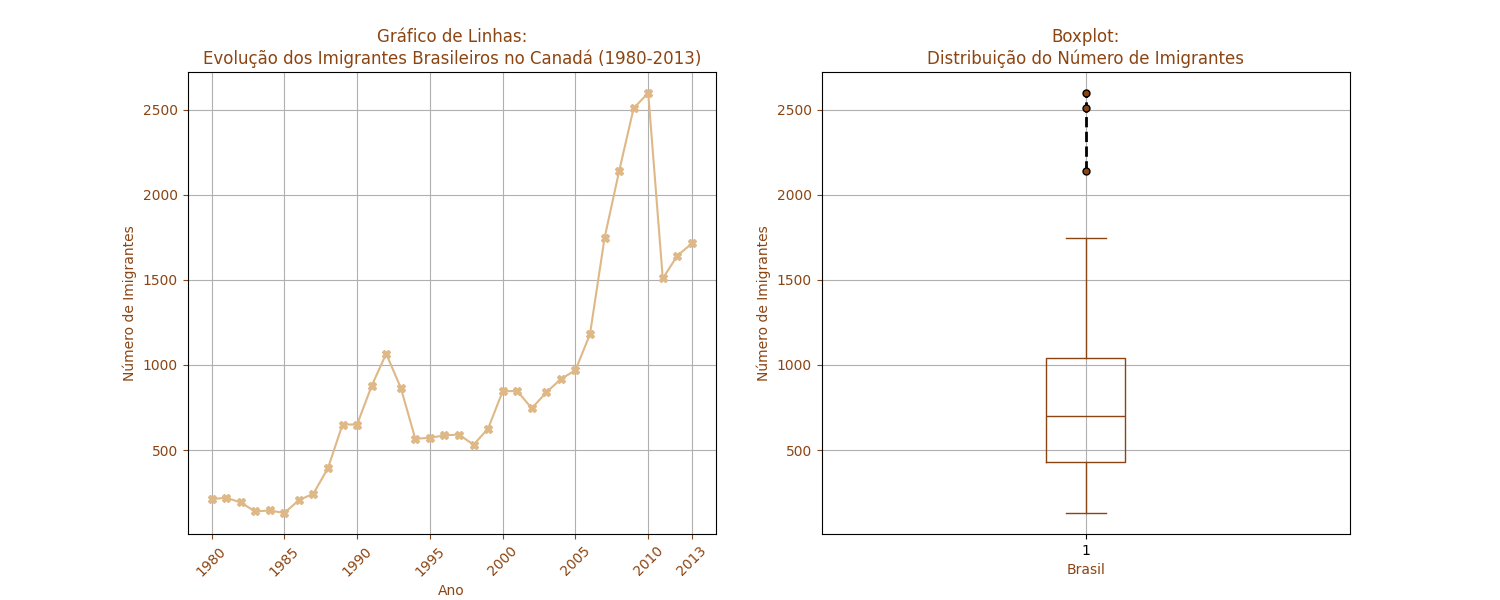 Gráfico de Linhas:
Evolução dos Imigrantes Brasileiros no Canadá (1980-2013)
Número de Imigrantes
2500
2000
1500
1000
500
1980
1985
1990
1995
2000
2005
2010
2013
Ano
Boxplot:
Distribuição do Número de Imigrantes
Número de Imigrantes
2500
2000
1500
1000
500
1
Brasil